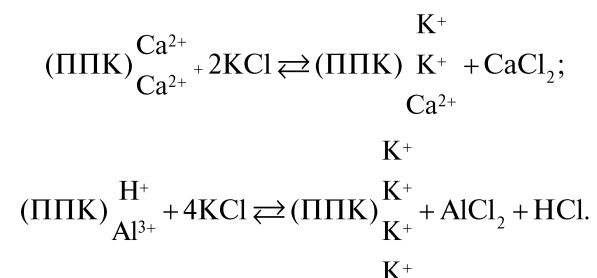 K⁺
Ca²⁺
(ППК) + 2KCl ⇄ (ППК) K⁺ + CaCl₂;
Ca²⁺
Ca²⁺
K⁺
H⁺ K⁺
(ППК) + 4KCl ⇄ (ППК) + AlCl₂ + HCl.
Al³⁺ K⁺
K⁺